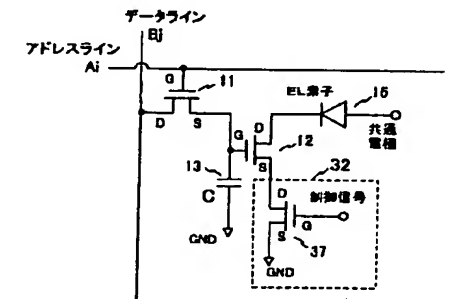 データライン
Bj
アドレスライン
Ai
G
11
D
S
EL素子
15
共通
電極
G
D
S
12
32
13
C
D
制御信号
G
S
37
GND
GND